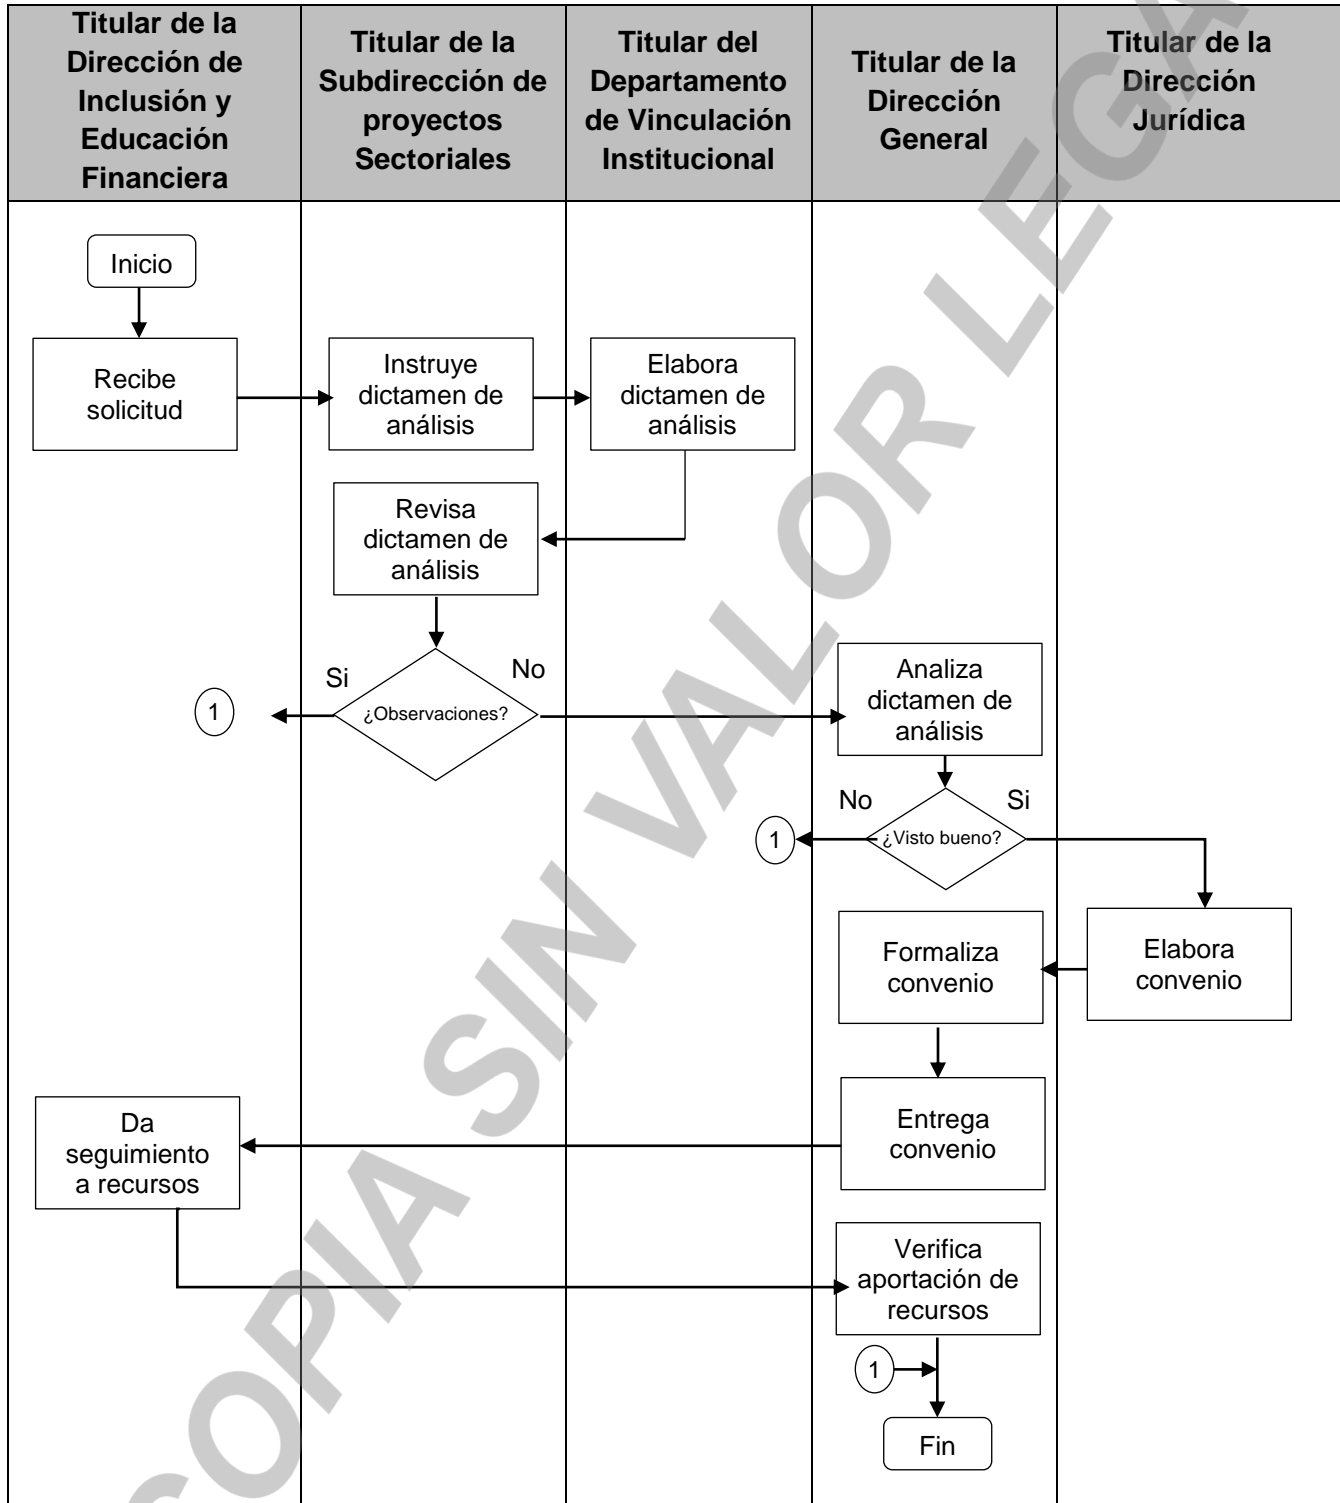 Titular de la
Dirección de
Inclusión y
Educación
Financiera
Titular de la
Subdirección de
proyectos
Sectoriales
Titular del
Departamento
de Vinculación
Institucional
Titular de la
Dirección
General
Titular de la
Dirección
Jurídica
Inicio
Recibe
solicitud
Instruye
dictamen de
análisis
Elabora
dictamen de
análisis
Revisa
dictamen de
análisis
Si
No
1
¿Observaciones?
Analiza
dictamen de
análisis
No
Si
1
¿Visto bueno?
Formaliza
convenio
Elabora
convenio
Da
seguimiento
a recursos
Entrega
convenio
Verifica
aportación de
recursos
1
Fin
COPIA SIN VALOR LEGA